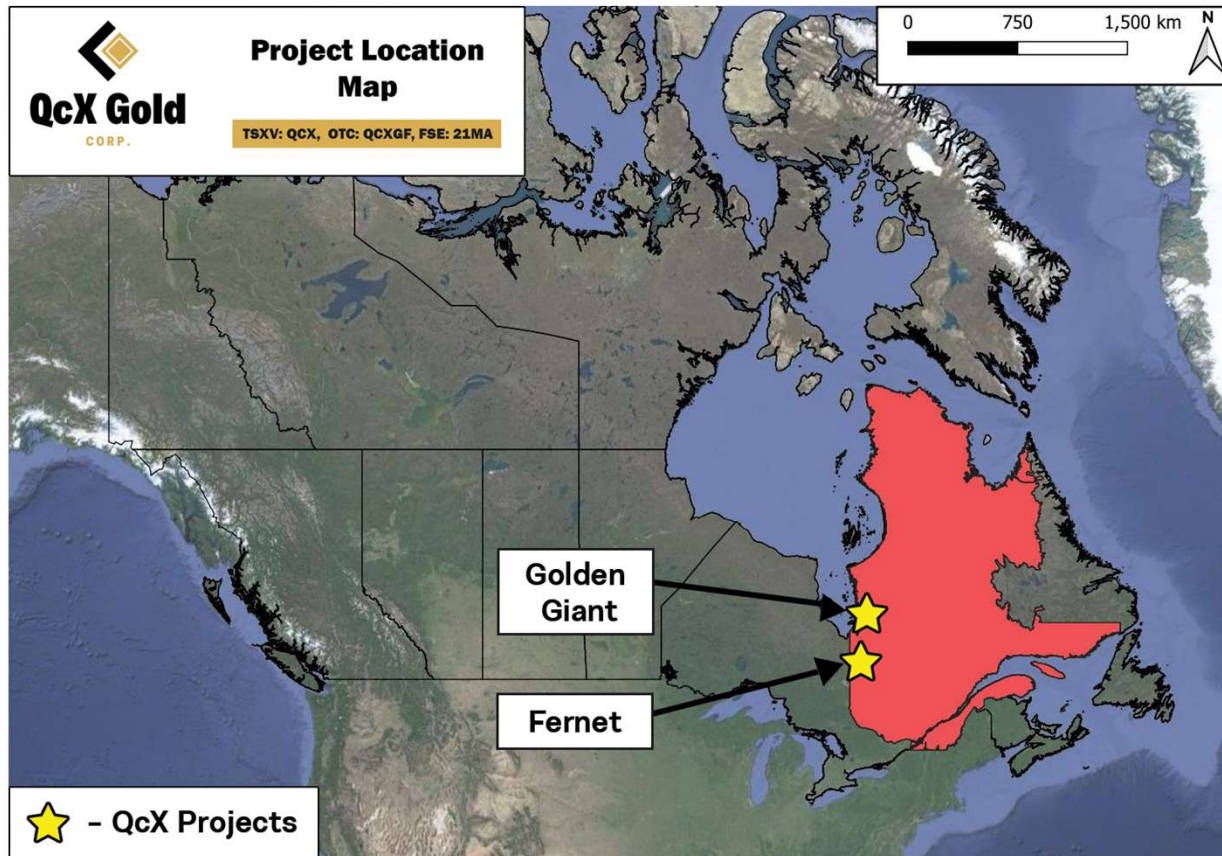 QcX Gold
CORP.
Project Location
Map
TSXV: QCX, OTC: QCXGF, FSE: 21MA
0 750 1,500 km
N
Golden
Giant
Fernet
– QcX Projects